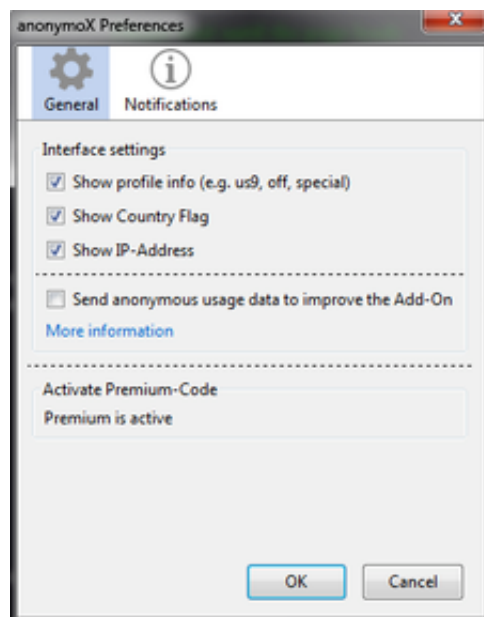 anonymoX Preferences
General Notifications
Interface settings
Show profile info (e.g. us9, off, special)
Show Country Flag
Show IP-Address
Send anonymous usage data to improve the Add-On
More information
Activate Premium-Code
Premium is active
OK Cancel